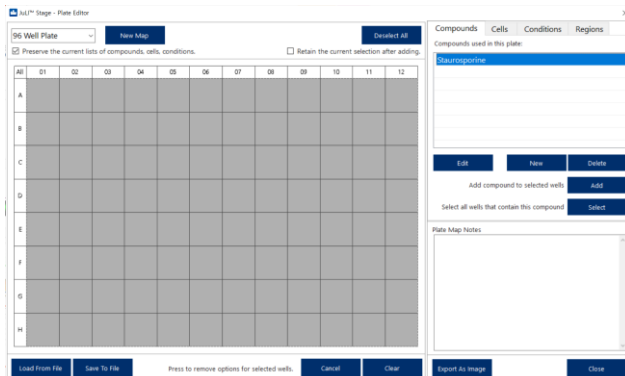 JuLI™ Stage - Plate Editor
96 Well Plate
New Map
Deselect All
Preserve the current lists of compounds, cells, conditions.
Retain the current selection after adding.
All 01 02 03 04 05 06 07 08 09 10 11 12
A
B
C
D
E
F
G
H
Load From File
Save To File
Press to remove options for selected wells.
Cancel
Clear
Compounds Cells Conditions Regions
Compounds used in this plate:
Staurosporine
Edit
New
Delete
Add compound to selected wells
Add
Select all wells that contain this compound
Select
Plate Map Notes
Export As Image
Close